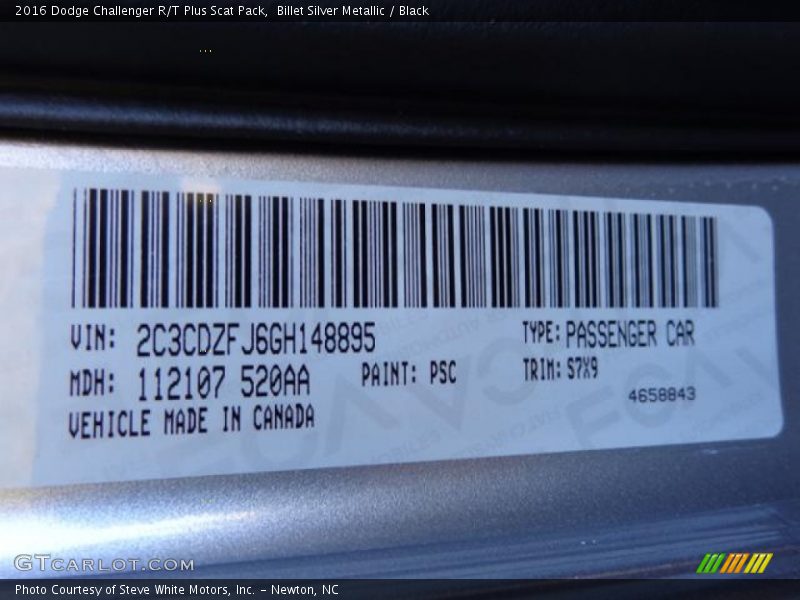 2016 Dodge Challenger R/T Plus Scat Pack,  Billet Silver Metallic / Black
VIN: 2C3CDZFJ6GH148895 TYPE: PASSENGER CAR
MDH: 112107 520AA PAINT: PSC TRIM: S7X9
VEHICLE MADE IN CANADA 4658843
GTCARLOT.COM
Photo Courtesy of Steve White Motors, Inc. – Newton, NC